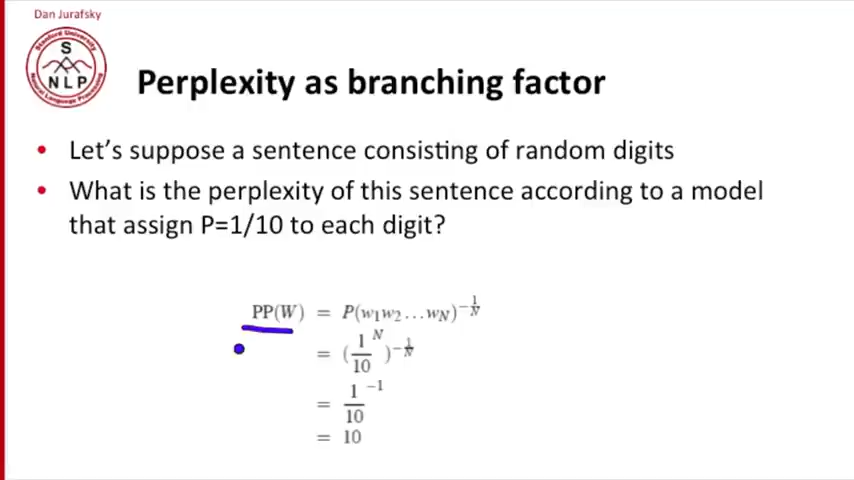 Dan Jurafsky
Stanford University
S
NLP
Natural Language Processing
Perplexity as branching factor
• Let's suppose a sentence consisting of random digits
• What is the perplexity of this sentence according to a model
that assign P=1/10 to each digit?
PP(W) = P(w₁w₂…w_N)^(−1/N)
= (1/10^N)^(−1/N)
= 1/10^(−1)
= 10